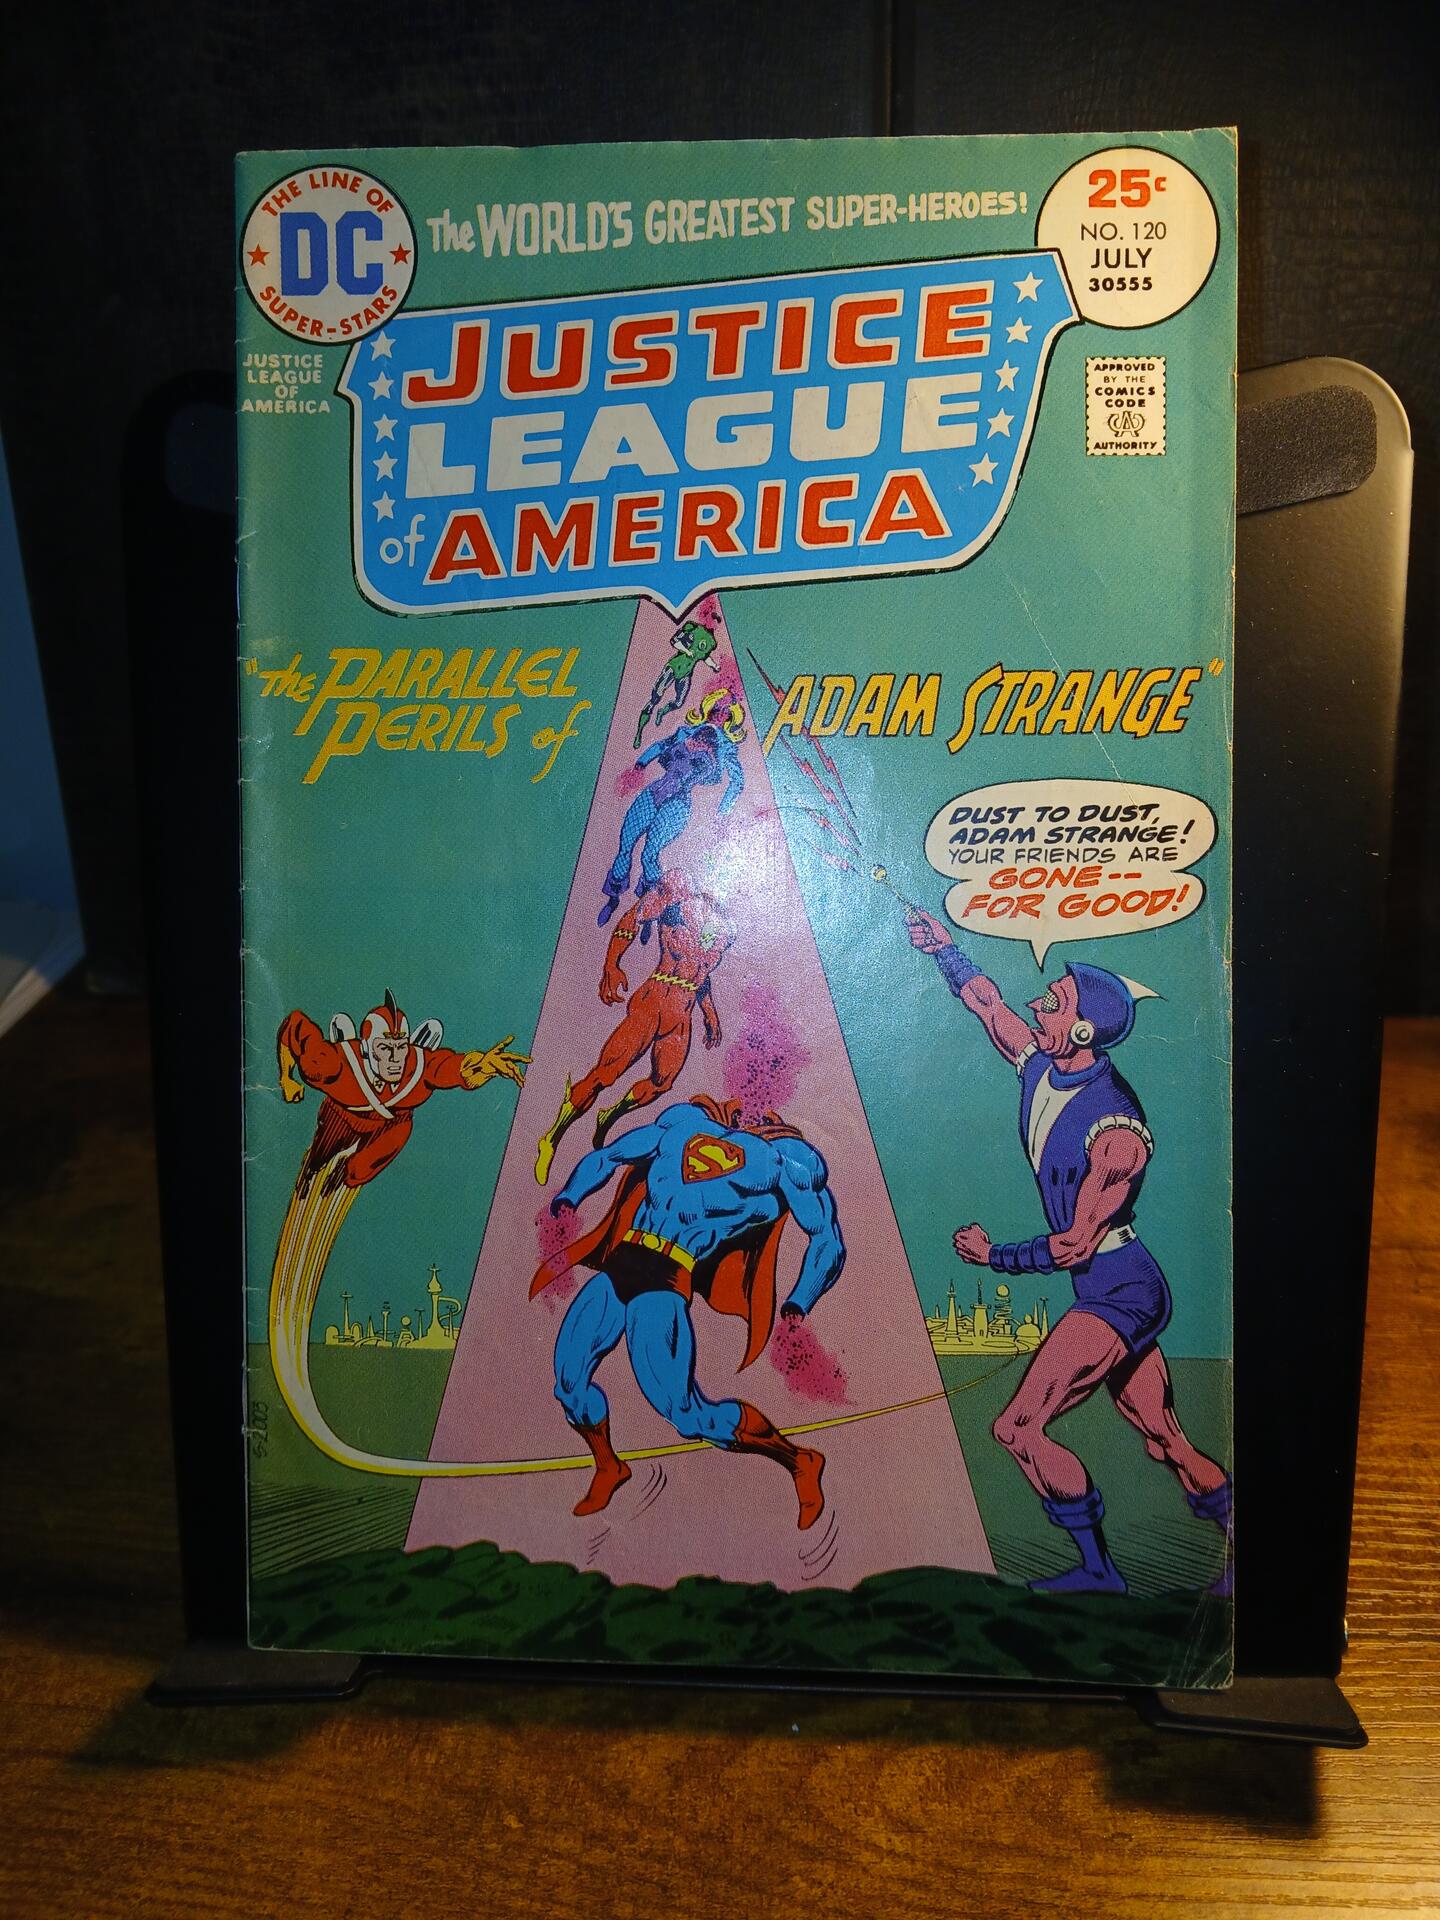 THE LINE OF
DC
SUPER-STARS
The WORLD'S GREATEST SUPER-HEROES!
25¢
NO. 120
JULY
30555
JUSTICE
LEAGUE
OF
AMERICA
JUSTICE
LEAGUE
of AMERICA
APPROVED
BY THE
COMICS
CODE
CA
AUTHORITY
"The PARALLEL
PERILS of
ADAM STRANGE"
DUST TO DUST,
ADAM STRANGE!
YOUR FRIENDS ARE
GONE--
FOR GOOD!
S